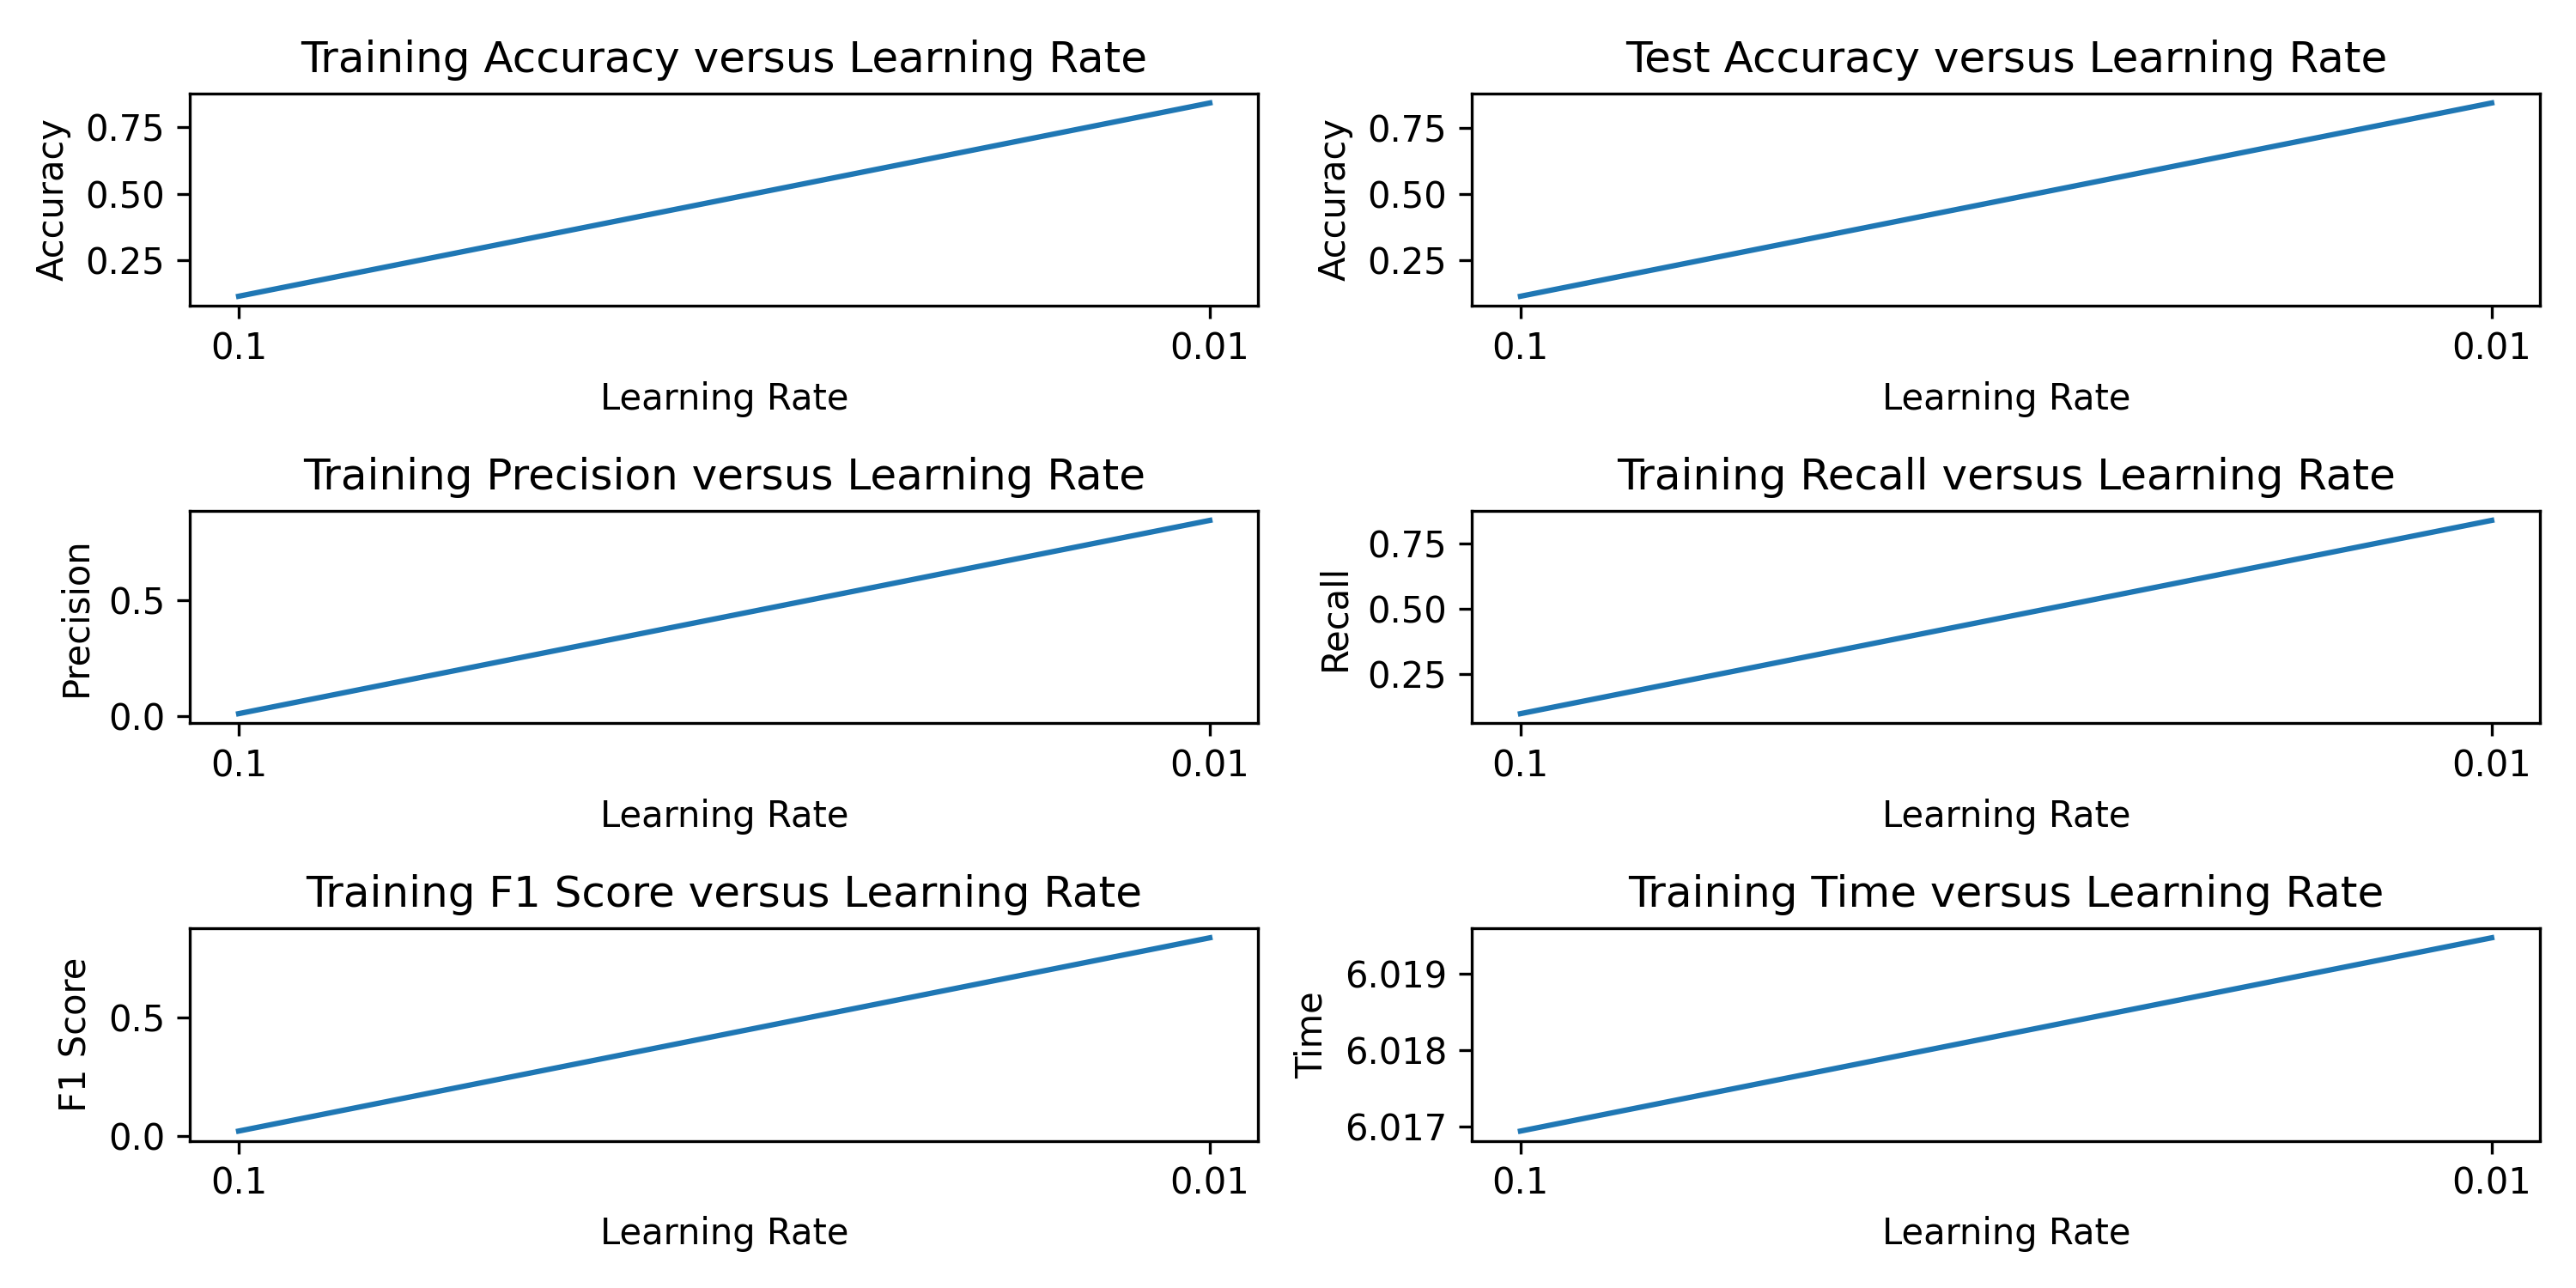 Training Accuracy versus Learning Rate
Accuracy
0.75
0.50
0.25
0.1
0.01
Learning Rate
Test Accuracy versus Learning Rate
Accuracy
0.75
0.50
0.25
0.1
0.01
Learning Rate
Training Precision versus Learning Rate
Precision
0.5
0.0
0.1
0.01
Learning Rate
Training Recall versus Learning Rate
Recall
0.75
0.50
0.25
0.1
0.01
Learning Rate
Training F1 Score versus Learning Rate
F1 Score
0.5
0.0
0.1
0.01
Learning Rate
Training Time versus Learning Rate
Time
6.019
6.018
6.017
0.1
0.01
Learning Rate